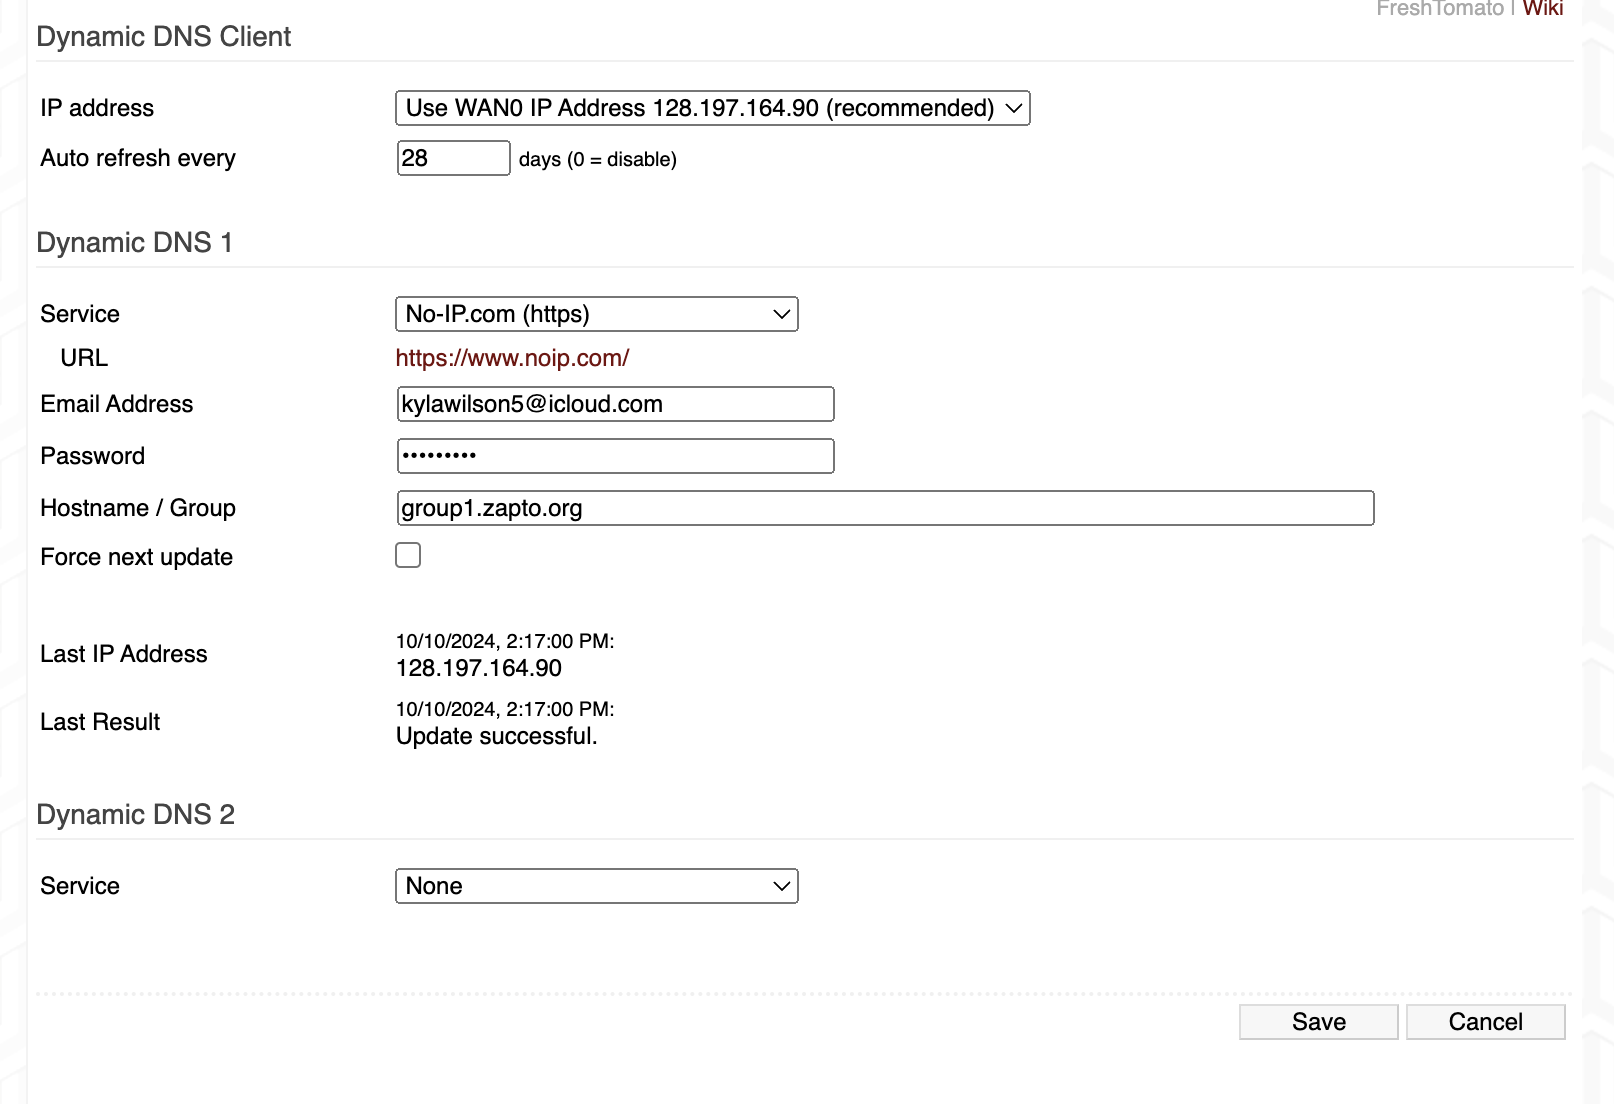 FreshTomato | Wiki
Dynamic DNS Client
IP address Use WAN0 IP Address 128.197.164.90 (recommended)
Auto refresh every 28 days (0 = disable)
Dynamic DNS 1
Service No-IP.com (https)
URL https://www.noip.com/
Email Address kylawilson5@icloud.com
Password •••••••••
Hostname / Group group1.zapto.org
Force next update
Last IP Address 10/10/2024, 2:17:00 PM:
128.197.164.90
Last Result 10/10/2024, 2:17:00 PM:
Update successful.
Dynamic DNS 2
Service None
Save Cancel